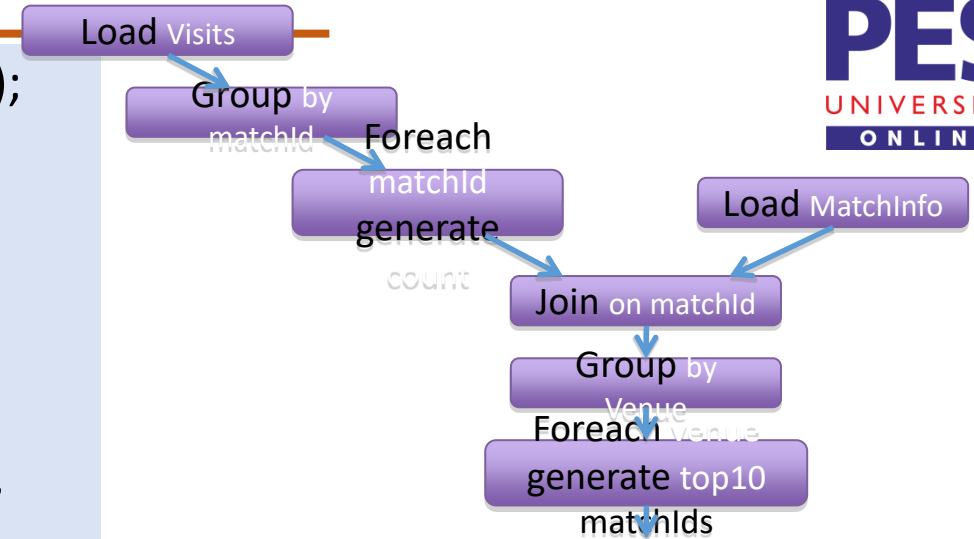 Load Visits
);
Group by
matchId
Foreach
matchId
generate
count
PES
UNIVERS
ONLIN
Load MatchInfo
Join on matchId
Group by
Venue
Foreach Venue
generate top10
matchIds